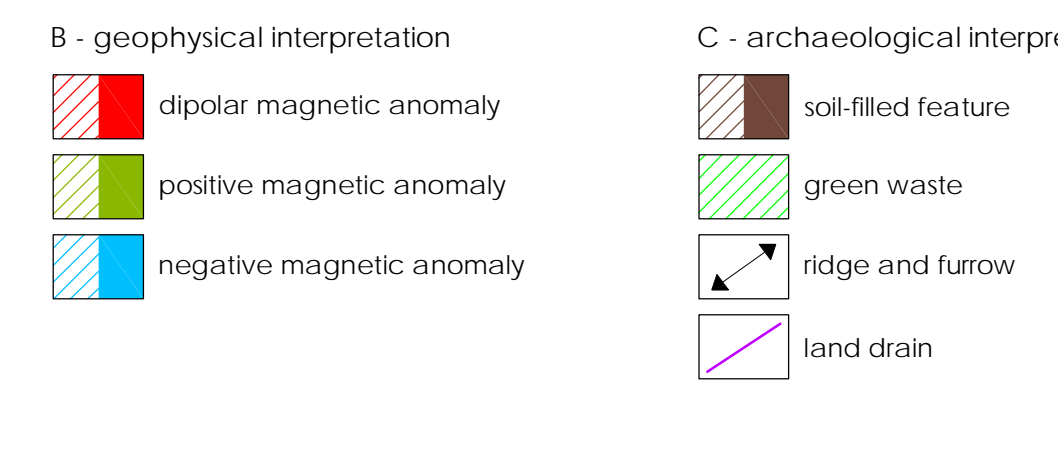 B - geophysical interpretation
dipolar magnetic anomaly
positive magnetic anomaly
negative magnetic anomaly
C - archaeological interpre
soil-filled feature
green waste
ridge and furrow
land drain